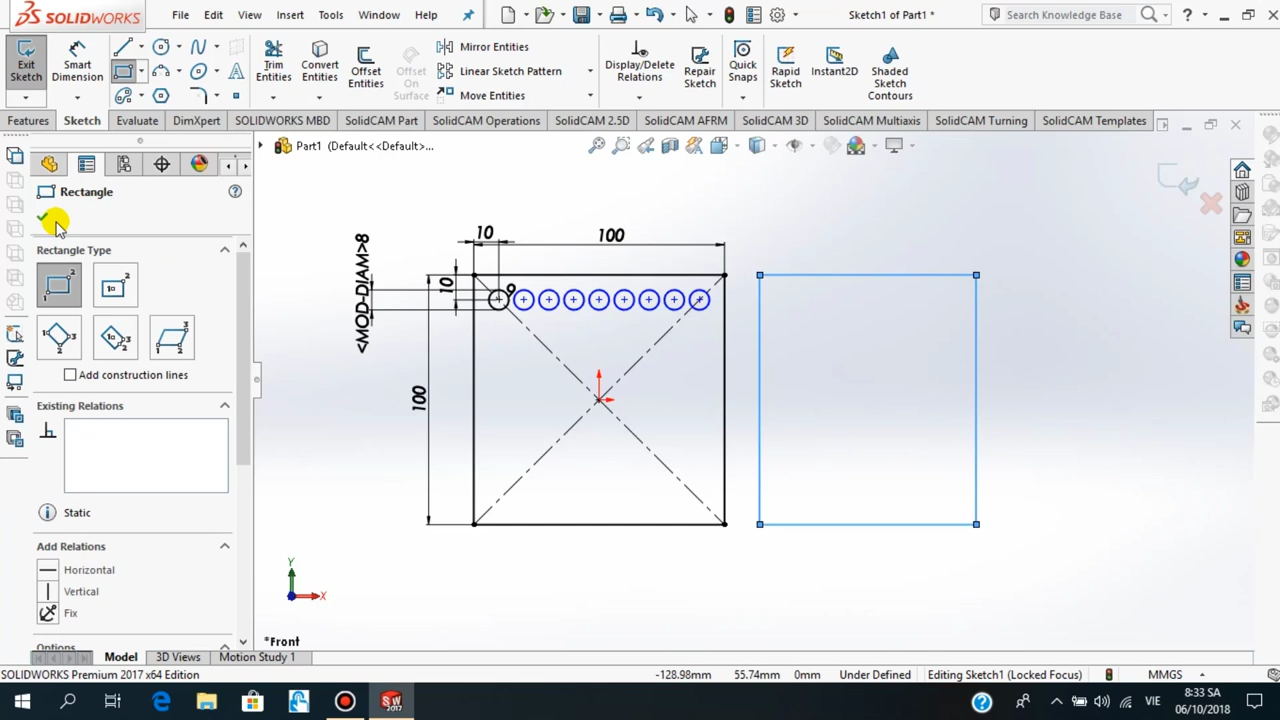 SOLIDWORKS File Edit View Insert Tools Window Help Sketch1 of Part1 * Search Knowledge Base ?
Exit Sketch Smart Dimension Trim Entities Convert Entities Offset Entities Offset On Surface Mirror Entities Linear Sketch Pattern Move Entities Display/Delete Relations Repair Sketch Quick Snaps Rapid Sketch Instant2D Shaded Sketch Contours
Features Sketch Evaluate DimXpert SOLIDWORKS MBD SolidCAM Part SolidCAM Operations SolidCAM 2.5D SolidCAM AFRM SolidCAM 3D SolidCAM Multiaxis SolidCAM Turning SolidCAM Templates
Part1 (Default<<Default>...
Rectangle ?
Rectangle Type
Add construction lines
Existing Relations
Static
Add Relations
Horizontal
Vertical
Fix
Options
10
100
<MOD-DIAM>8
10
9
100
Y
X
*Front
Model 3D Views Motion Study 1
SOLIDWORKS Premium 2017 x64 Edition -128.98mm 55.74mm 0mm Under Defined Editing Sketch1 (Locked Focus) MMGS
VIE
8:33 SA
06/10/2018